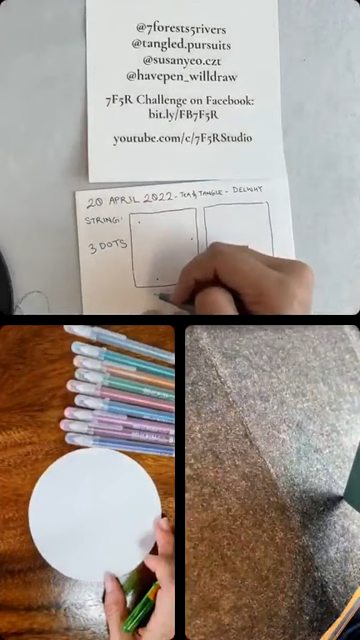 @7forests5rivers
@tangled.pursuits
@susanyeo.czt
@havepen_willdraw
7F5R Challenge on Facebook:
bit.ly/FB7F5R
youtube.com/c/7F5RStudio
20 APRIL 2022 - TEA & TANGLE - DELIGHT
STRING:
3 DOTS